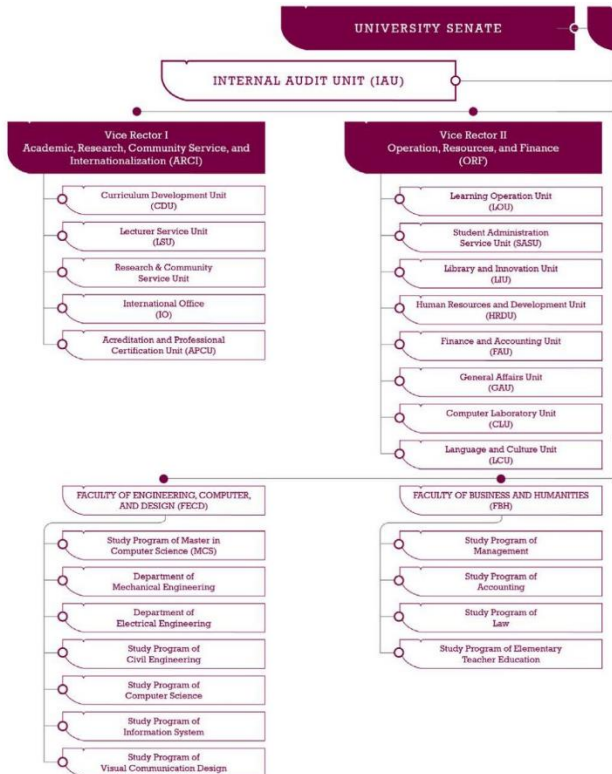 UNIVERSITY SENATE
INTERNAL AUDIT UNIT (IAU)
Vice Rector I
Academic, Research, Community Service, and
Internationalization (ARCI)
Curriculum Development Unit
(CDU)
Lecturer Service Unit
(LSU)
Research & Community
Service Unit
International Office
(IO)
Acreditation and Professional
Certification Unit (APCU)
Vice Rector II
Operation, Resources, and Finance
(ORF)
Learning Operation Unit
(LOU)
Student Administration
Service Unit (SASU)
Library and Innovation Unit
(LIU)
Human Resources and Development Unit
(HRDU)
Finance and Accounting Unit
(FAU)
General Affairs Unit
(GAU)
Computer Laboratory Unit
(CLU)
Language and Culture Unit
(LCU)
FACULTY OF ENGINEERING, COMPUTER,
AND DESIGN (FECD)
Study Program of Master in
Computer Science (MCS)
Department of
Mechanical Engineering
Department of
Electrical Engineering
Study Program of
Civil Engineering
Study Program of
Computer Science
Study Program of
Information System
Study Program of
Visual Communication Design
FACULTY OF BUSINESS AND HUMANITIES
(FBH)
Study Program of
Management
Study Program of
Accounting
Study Program of
Law
Study Program of Elementary
Teacher Education